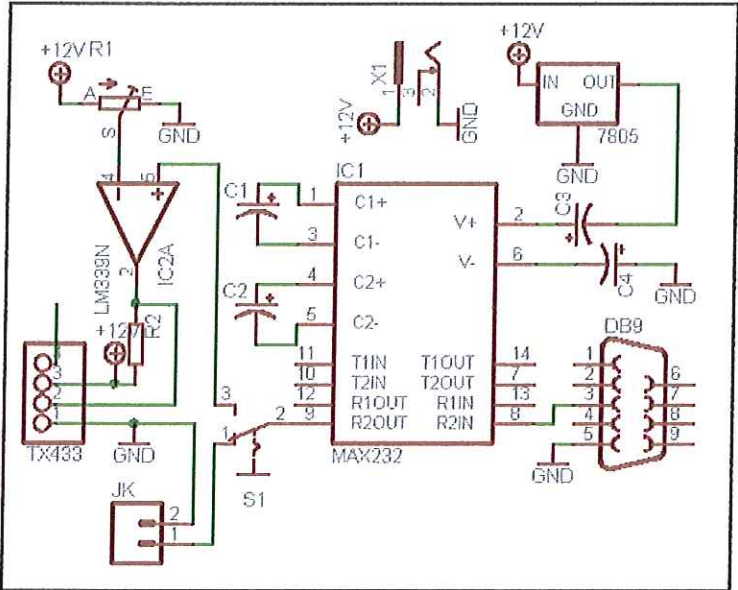 +12V R1
A E
S
GND
4 5
- +
LM339N
IC2A
2
R2
+12V
4
3
2
1
TX433
GND
JK
2
1
X1
1
3
2
+12V
GND
+12V
IN OUT
GND
7805
GND
IC1
C1
C2
1 C1+
3 C1-
4 C2+
5 C2-
11 T1IN
10 T2IN
12 R1OUT
9 R2OUT
V+ 2
V- 6
T1OUT 14
T2OUT 7
R1IN 13
R2IN 8
MAX232
3
1
2
S1
C3
C4
GND
DB9
1
2
3
4
5
6
7
8
9
GND